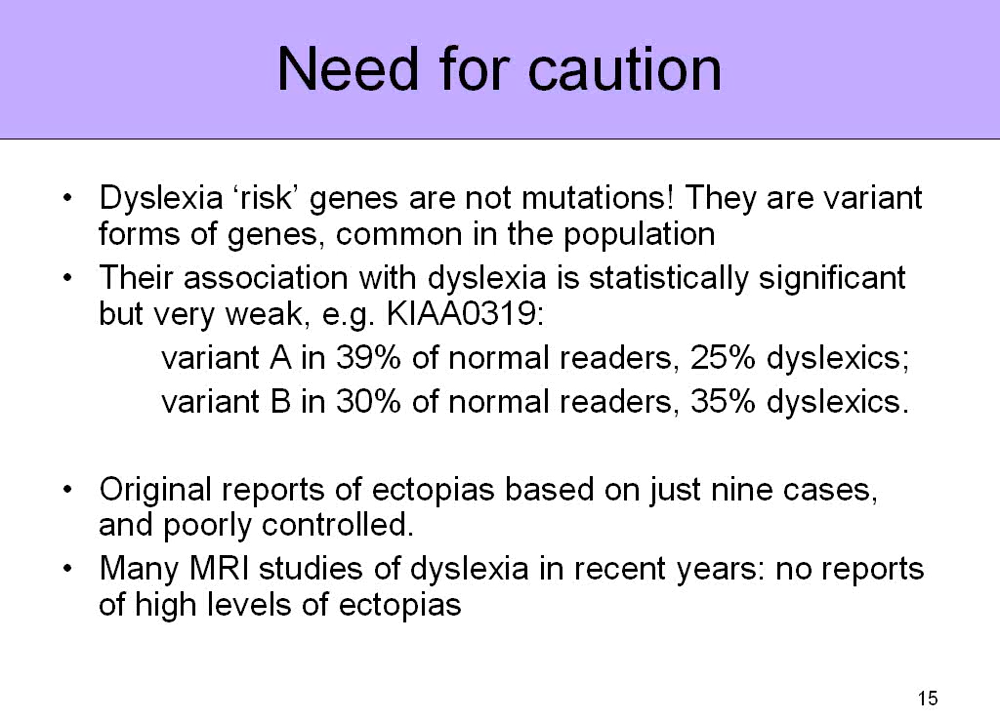 Need for caution
• Dyslexia ‘risk’ genes are not mutations! They are variant
forms of genes, common in the population
• Their association with dyslexia is statistically significant
but very weak, e.g. KIAA0319:
variant A in 39% of normal readers, 25% dyslexics;
variant B in 30% of normal readers, 35% dyslexics.
• Original reports of ectopias based on just nine cases,
and poorly controlled.
• Many MRI studies of dyslexia in recent years: no reports
of high levels of ectopias
15